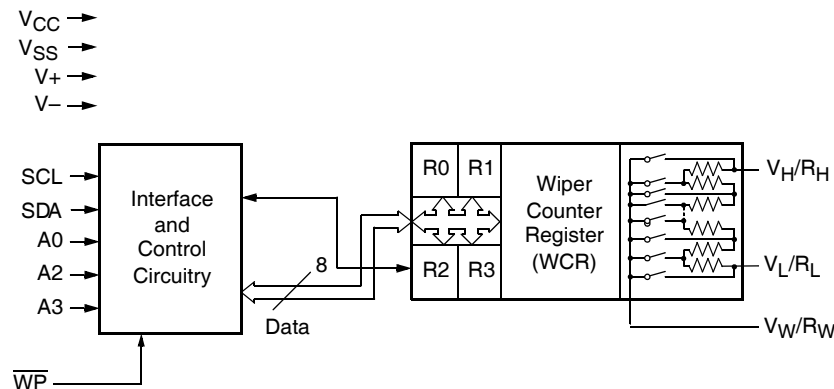 VCC
VSS
V+
V–
SCL
SDA
A0
A2
A3
WP
Interface
and
Control
Circuitry
8
Data
R0 R1
R2 R3
Wiper
Counter
Register
(WCR)
VH/RH
VL/RL
VW/RW